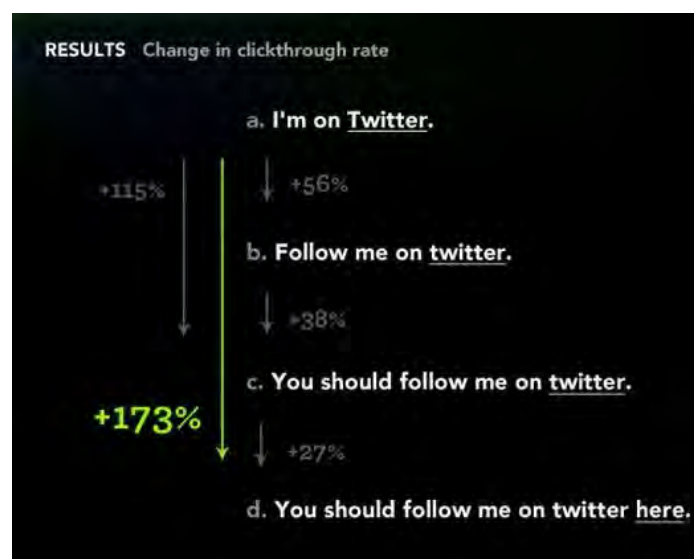 RESULTS Change in clickthrough rate
a. I'm on Twitter.
+115%
+56%
b. Follow me on twitter.
+38%
c. You should follow me on twitter.
+173%
+27%
d. You should follow me on twitter here.